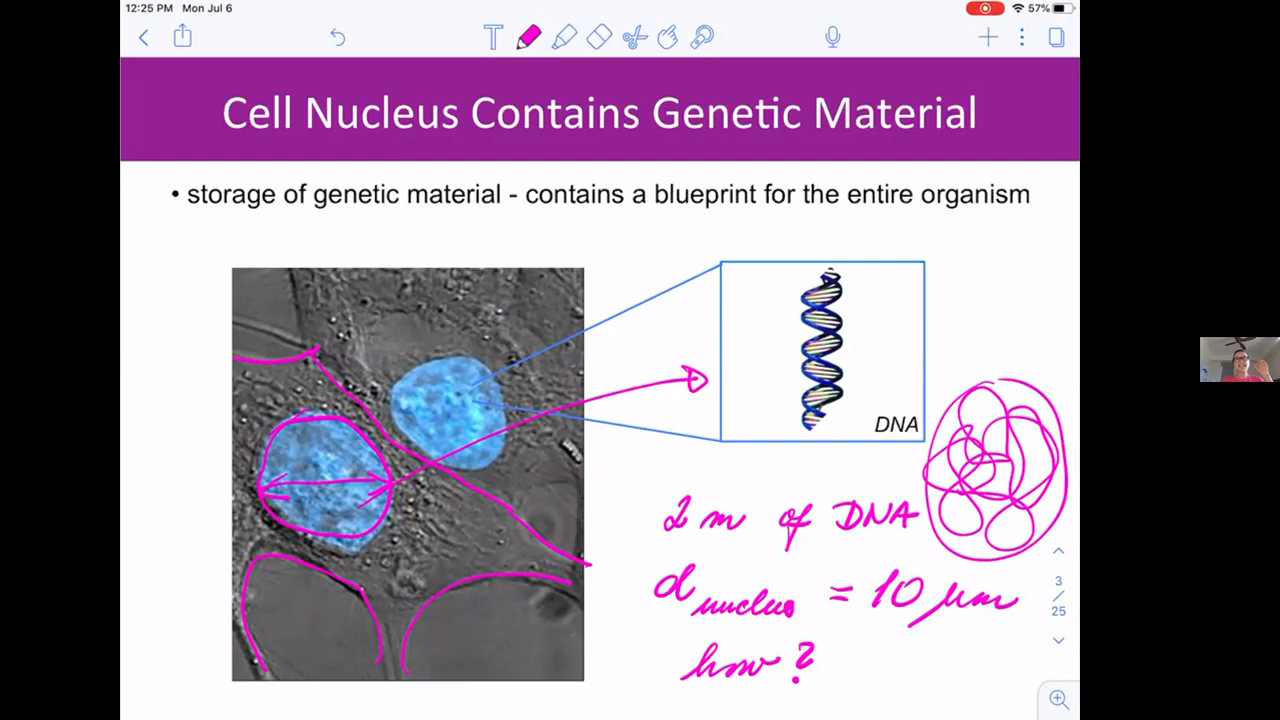 12:25 PM Mon Jul 6
57%
T
Cell Nucleus Contains Genetic Material
• storage of genetic material - contains a blueprint for the entire organism
DNA
2 m of DNA
d nucleus = 10 μm
how?
3
/
25